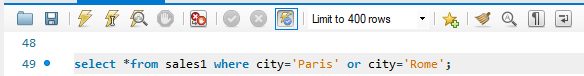 Limit to 400 rows
48
49 select *from sales1 where city='Paris' or city='Rome';